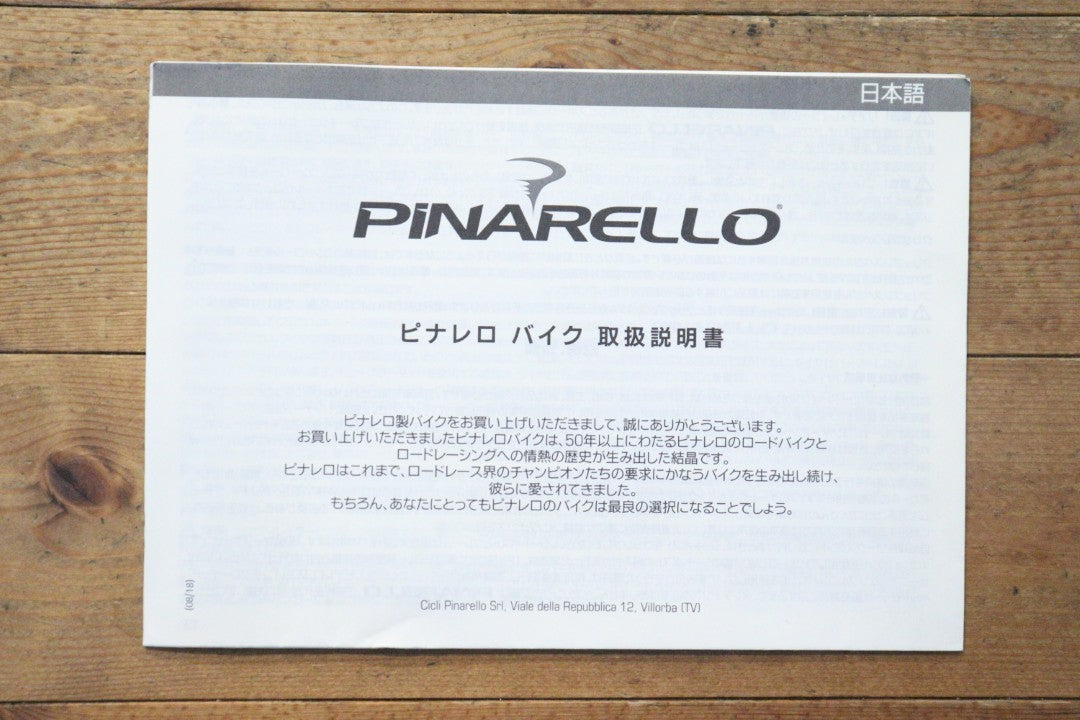 日本語
PiNARELLO®
ピナレロ バイク 取扱説明書
ピナレロ製バイクをお買い上げいただきまして、誠にありがとうございます。
お買い上げいただきましたピナレロバイクは、50年以上にわたるピナレロのロードバイクと
ロードレーシングへの情熱の歴史が生み出した結晶です。
ピナレロはこれまで、ロードレース界のチャンピオンたちの要求にかなうバイクを生み出し続け、
彼らに愛されてきました。
もちろん、あなたにとってもピナレロのバイクは最良の選択になることでしょう。
(08/18)
Cicli Pinarello Srl, Viale della Repubblica 12, Villorba (TV)